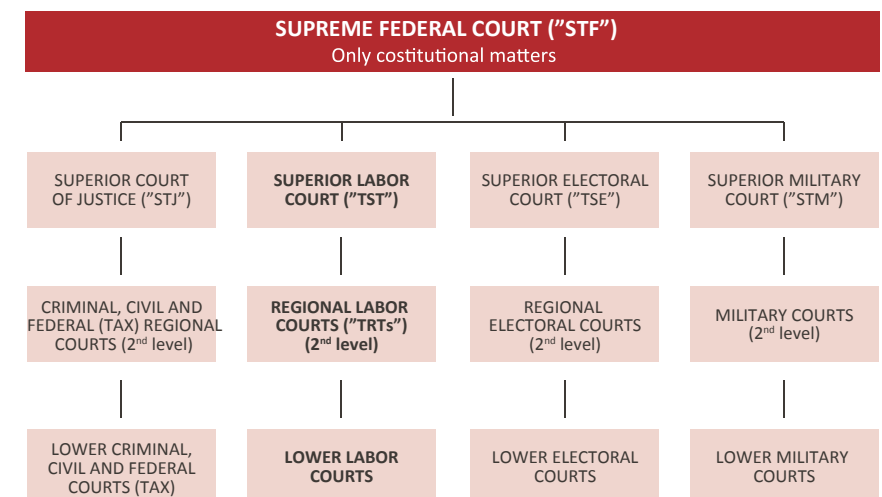 SUPREME FEDERAL COURT (”STF”)
Only costitutional matters
SUPERIOR COURT
OF JUSTICE (”STJ”)
SUPERIOR LABOR
COURT (”TST”)
SUPERIOR ELECTORAL
COURT (”TSE”)
SUPERIOR MILITARY
COURT (”STM”)
CRIMINAL, CIVIL AND
FEDERAL (TAX) REGIONAL
COURTS (2nd level)
REGIONAL LABOR
COURTS (”TRTs”)
(2nd level)
REGIONAL
ELECTORAL COURTS
(2nd level)
MILITARY COURTS
(2nd level)
LOWER CRIMINAL,
CIVIL AND FEDERAL
COURTS (TAX)
LOWER LABOR
COURTS
LOWER ELECTORAL
COURTS
LOWER MILITARY
COURTS